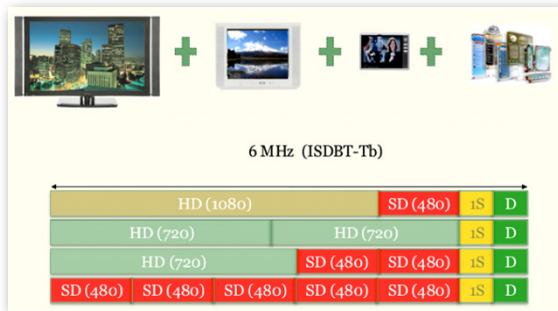 6 MHz (ISDBT-Tb)
HD (1080) SD (480) 1S D
HD (720) HD (720) 1S D
HD (720) SD (480) SD (480) 1S D
SD (480) SD (480) SD (480) SD (480) SD (480) 1S D